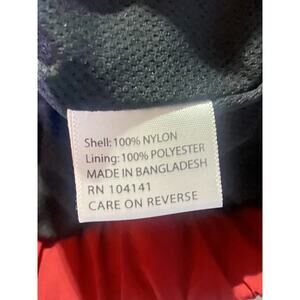 Shell: 100% NYLON
Lining: 100% POLYESTER
MADE IN BANGLADESH
RN 104141
CARE ON REVERSE